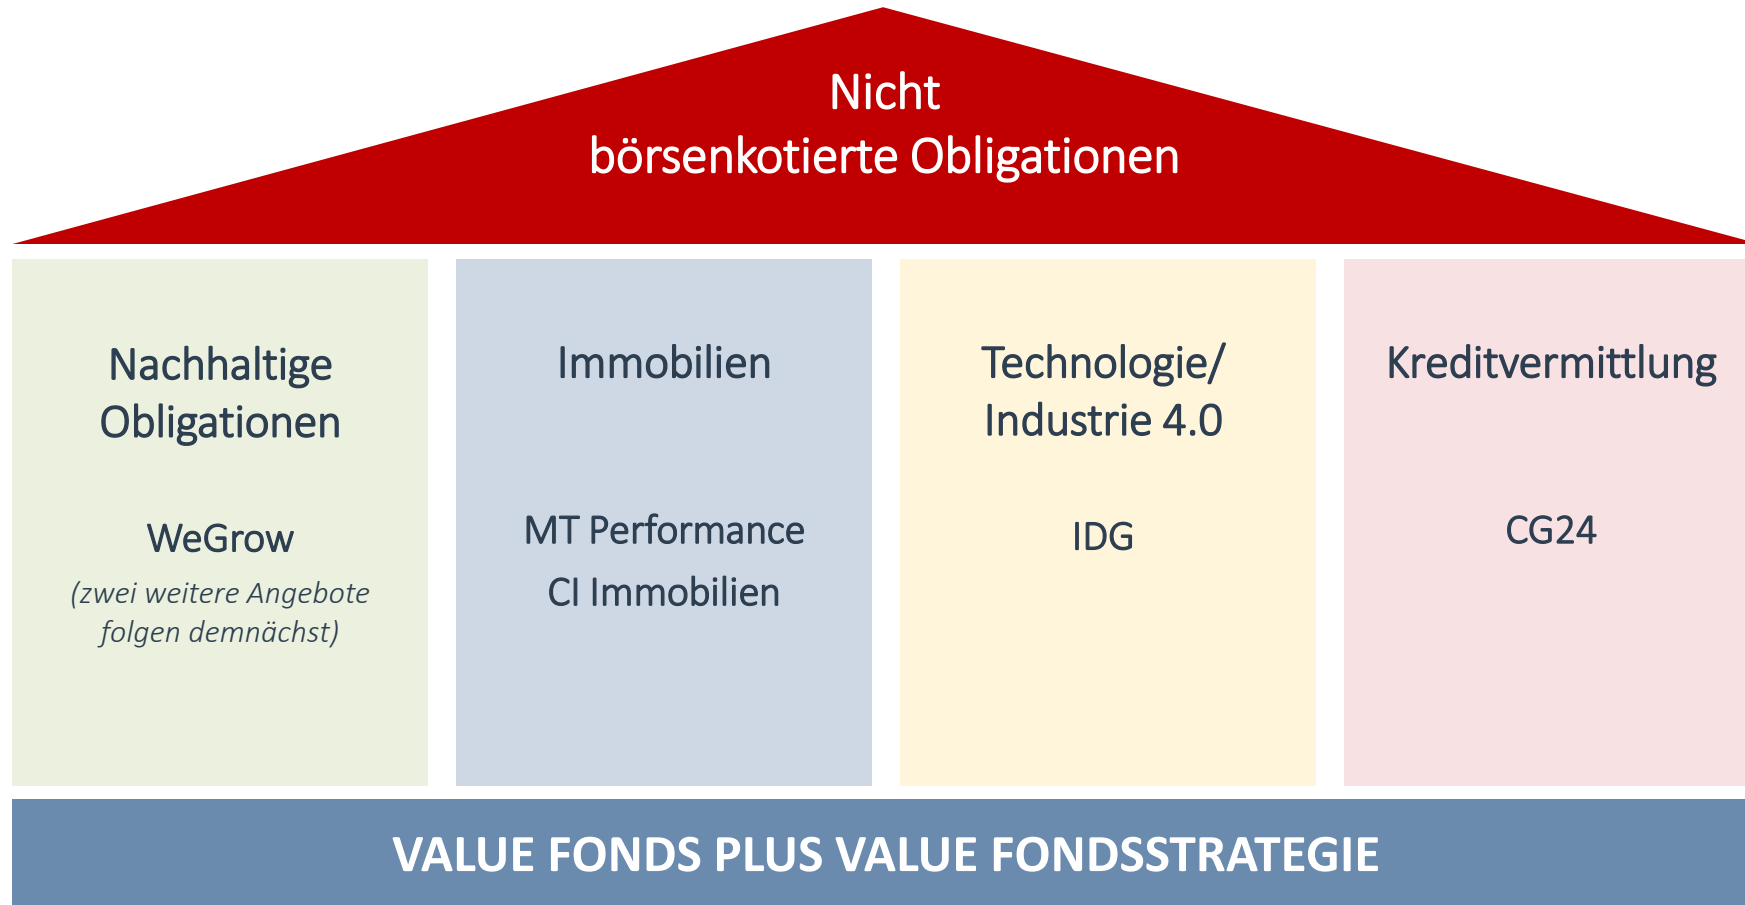 Nicht
börsenkotierte Obligationen
Nachhaltige
Obligationen
WeGrow
(zwei weitere Angebote
folgen demnächst)
Immobilien
MT Performance
CI Immobilien
Technologie/
Industrie 4.0
IDG
Kreditvermittlung
CG24
VALUE FONDS PLUS VALUE FONDSSTRATEGIE